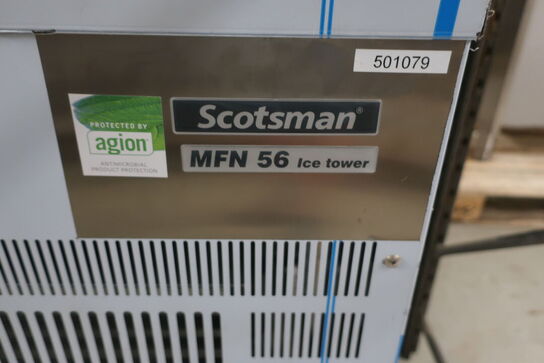 501079
PROTECTED BY
agion
ANTIMICROBIAL
PRODUCT PROTECTION
Scotsman®
MFN 56 Ice tower